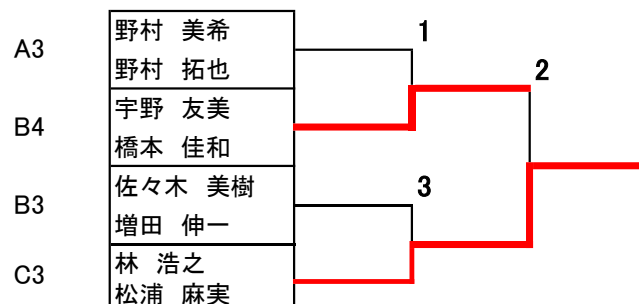 A3
野村 美希
野村 拓也
1
2
B4
宇野 友美
橋本 佳和
B3
佐々木 美樹
増田 伸一
3
C3
林 浩之
松浦 麻実